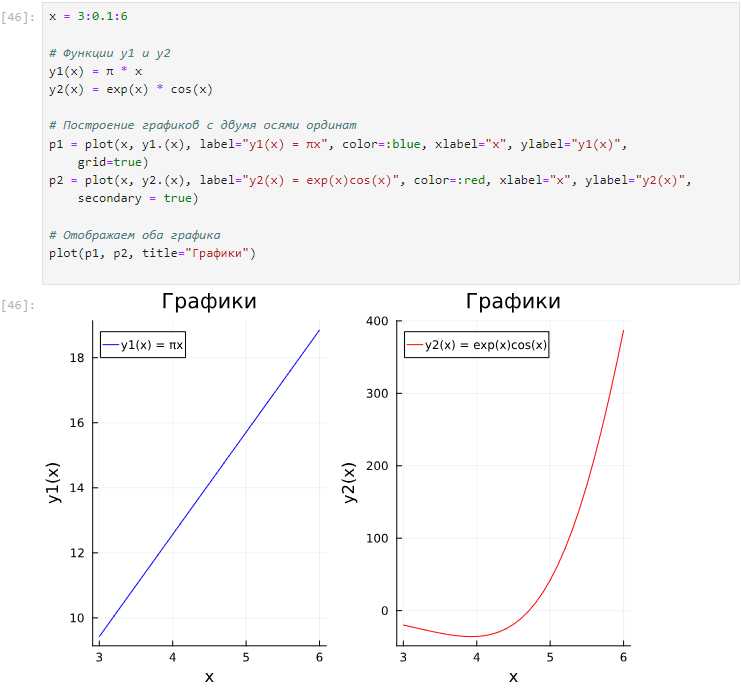 [46]:
x = 3:0.1:6
# Функции y1 и y2
y1(x) = π * x
y2(x) = exp(x) * cos(x)
# Построение графиков с двумя осями ординат
p1 = plot(x, y1.(x), label="y1(x) = πx", color=:blue, xlabel="x", ylabel="y1(x)",
grid=true)
p2 = plot(x, y2.(x), label="y2(x) = exp(x)cos(x)", color=:red, xlabel="x", ylabel="y2(x)",
secondary = true)
# Отображаем оба графика
plot(p1, p2, title="Графики")
[46]:
Графики
y1(x) = πx
18
16
14
12
10
y1(x)
3 4 5 6
x
Графики
y2(x) = exp(x)cos(x)
400
300
200
100
0
y2(x)
3 4 5 6
x